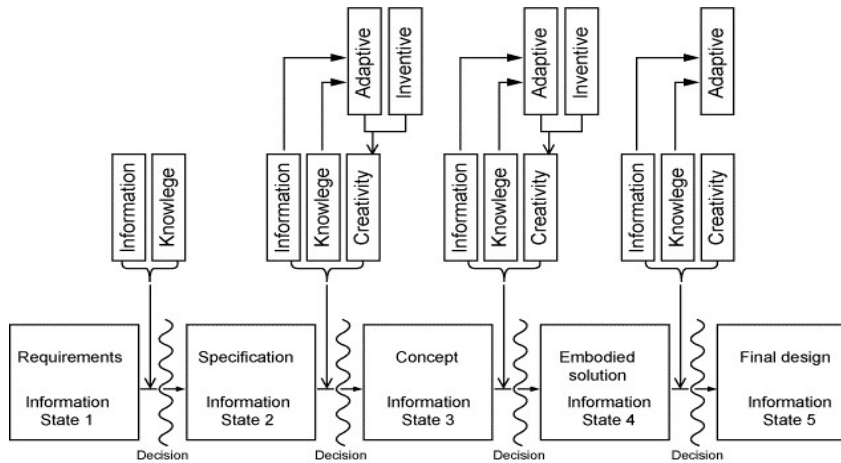 Adaptive
Inventive
Adaptive
Inventive
Adaptive
Information
Knowlege
Information
Knowlege
Creativity
Information
Knowlege
Creativity
Information
Knowlege
Creativity
Requirements
Information
State 1
Specification
Information
State 2
Concept
Information
State 3
Embodied
solution
Information
State 4
Final design
Information
State 5
Decision
Decision
Decision
Decision